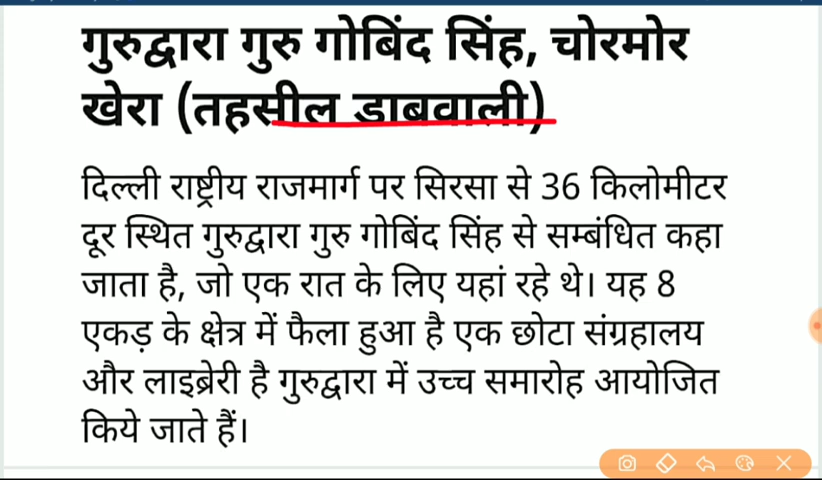 गुरुद्वारा गुरु गोबिंद सिंह, चोरमोर
खेरा (तहसील डाबवाली)
दिल्ली राष्ट्रीय राजमार्ग पर सिरसा से 36 किलोमीटर
दूर स्थित गुरुद्वारा गुरु गोबिंद सिंह से सम्बंधित कहा
जाता है, जो एक रात के लिए यहां रहे थे। यह 8
एकड़ के क्षेत्र में फैला हुआ है एक छोटा संग्रहालय
और लाइब्रेरी है गुरुद्वारा में उच्च समारोह आयोजित
किये जाते हैं।